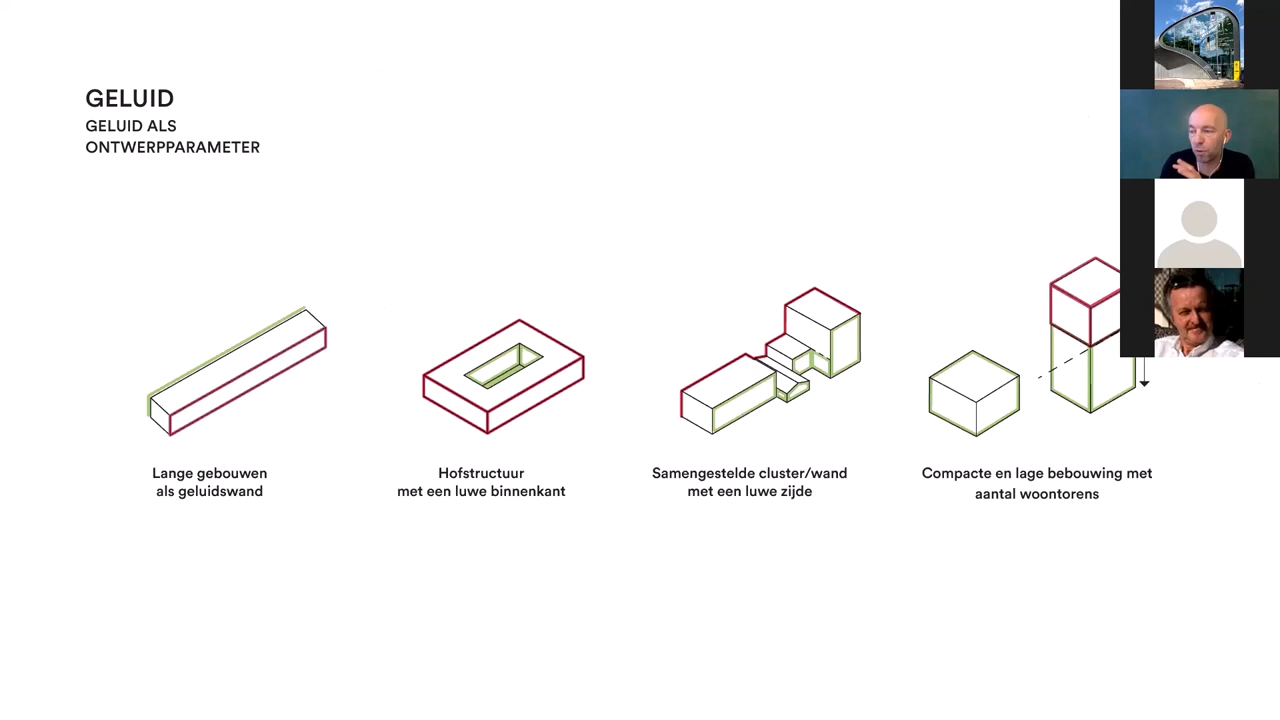 GELUID
GELUID ALS
ONTWERPPARAMETER
Lange gebouwen
als geluidswand
Hofstructuur
met een luwe binnenkant
Samengestelde cluster/wand
met een luwe zijde
Compacte en lage bebouwing met
aantal woontorens